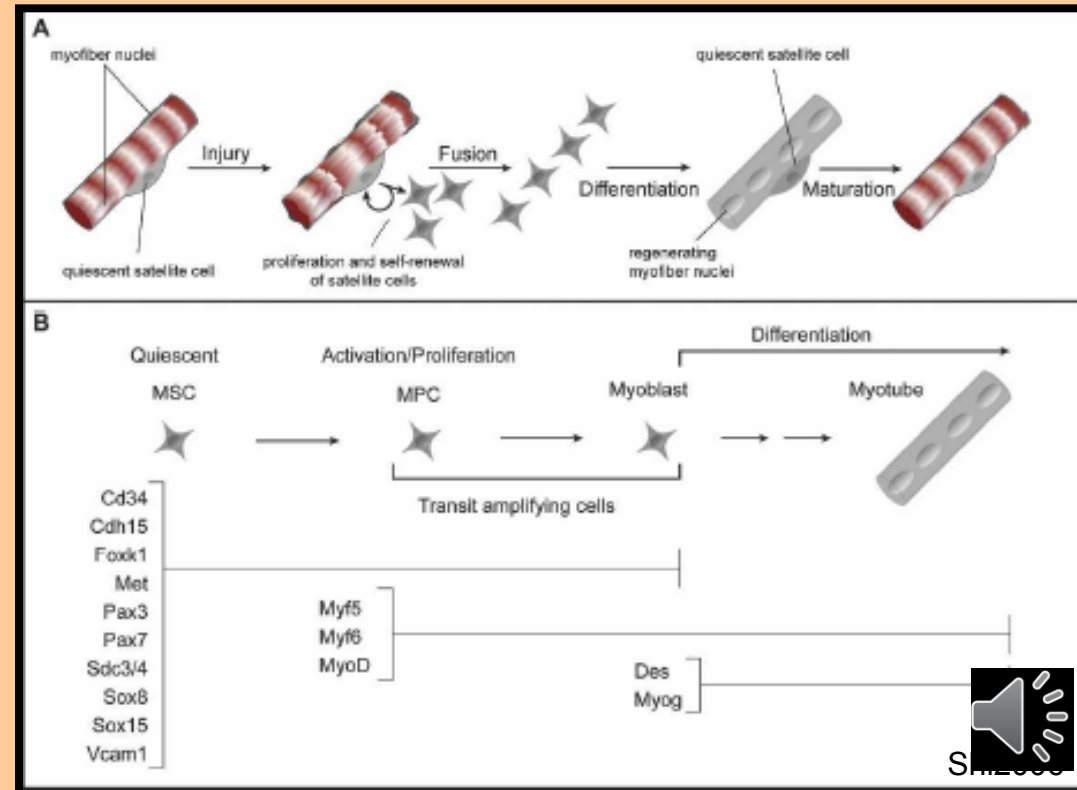 A
myofiber nuclei
quiescent satellite cell
Injury
Fusion
Differentiation
Maturation
quiescent satellite cell
proliferation and self-renewal
of satellite cells
regenerating
myofiber nuclei
B
Differentiation
Quiescent
Activation/Proliferation
MSC
MPC
Myoblast
Myotube
Transit amplifying cells
Cd34
Cdh15
Foxk1
Met
Pax3
Pax7
Sdc3/4
Sox8
Sox15
Vcam1
Myf5
Myf6
MyoD
Des
Myog